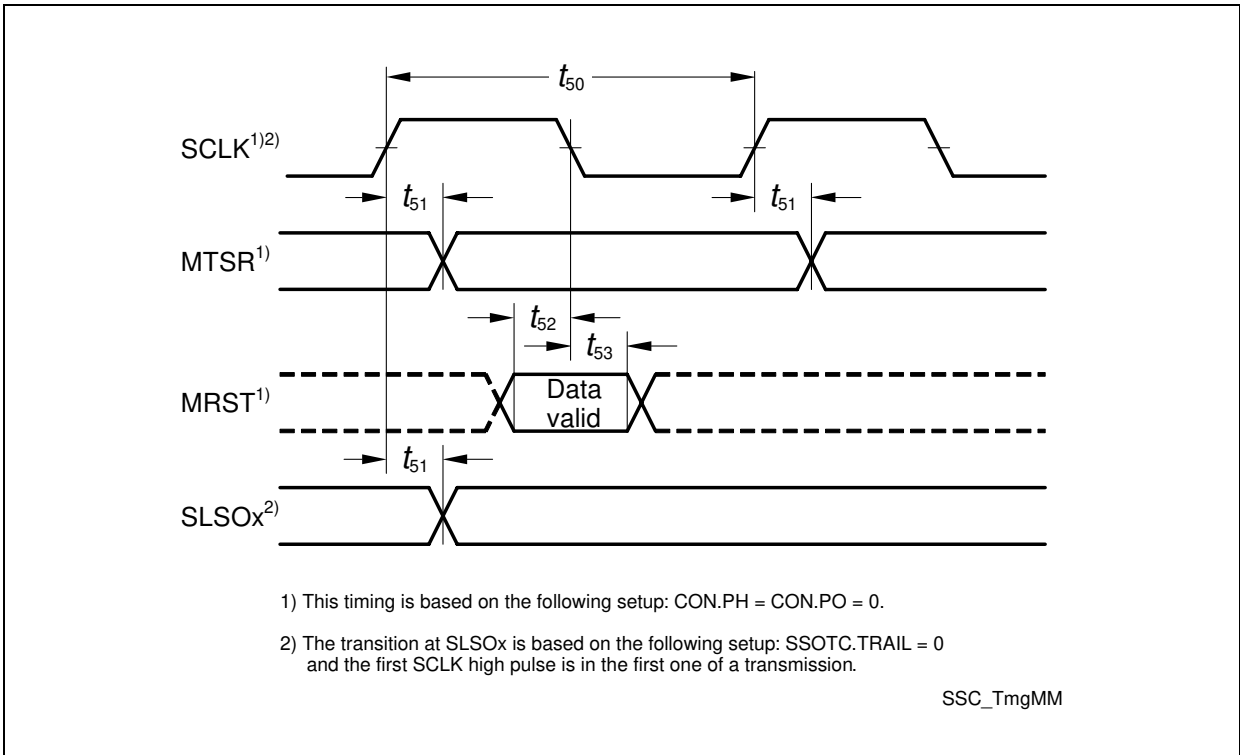 t50
SCLK1)2)
t51
t51
MTSR1)
t52
t53
MRST1)
Data
valid
t51
SLSOx2)
1) This timing is based on the following setup: CON.PH = CON.PO = 0.
2) The transition at SLSOx is based on the following setup: SSOTC.TRAIL = 0
and the first SCLK high pulse is in the first one of a transmission.
SSC_TmgMM